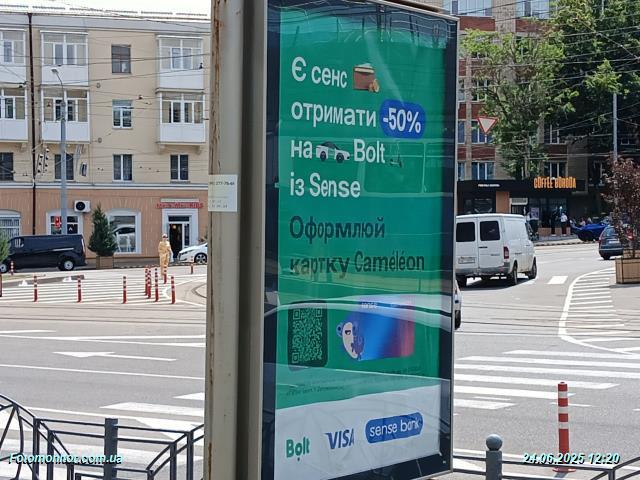 Є сенс
отримати -50%
на Bolt
із Sense
Оформлюй
картку Caméléon
Bolt
VISA
sense bank
COFFEE BORODA
Fotomonitor.com.ua
24.06.2025 12:20